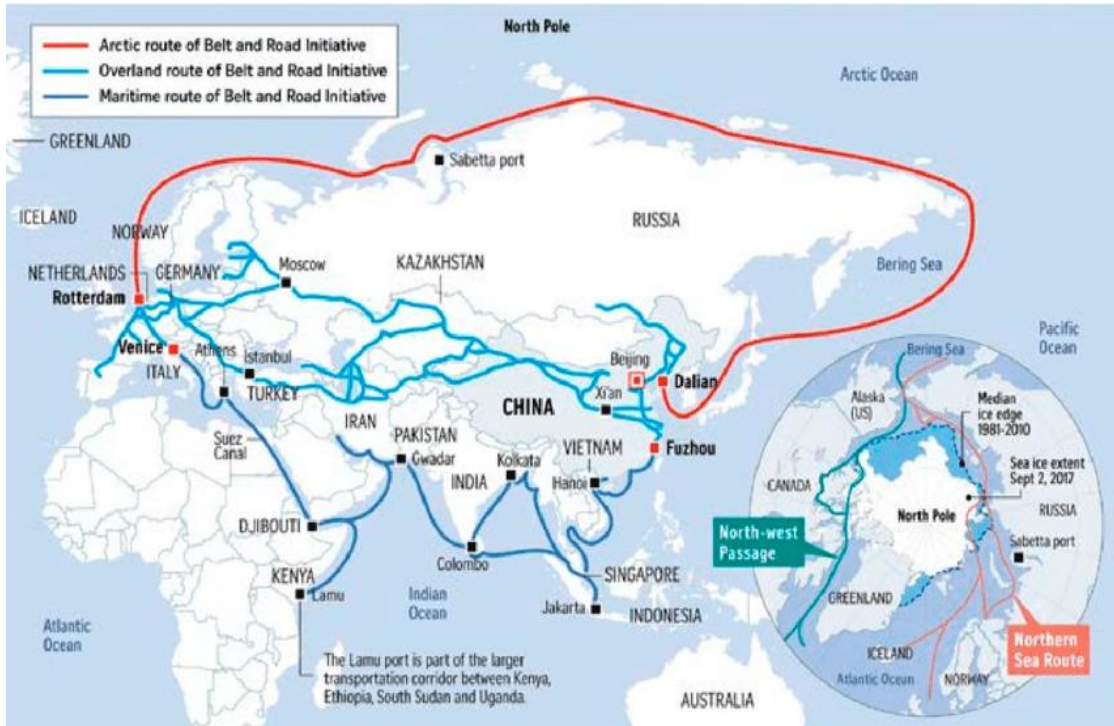 North Pole
Arctic route of Belt and Road Initiative
Overland route of Belt and Road Initiative
Maritime route of Belt and Road Initiative
Arctic Ocean
GREENLAND
Sabetta port
ICELAND
NORWAY
RUSSIA
Moscow
KAZAKHSTAN
Bering Sea
NETHERLANDS
GERMANY
Rotterdam
Pacific
Ocean
Venice
Athens
Istanbul
Beijing
Dalian
ITALY
TURKEY
Xi'an
CHINA
IRAN
PAKISTAN
VIETNAM
Fuzhou
Suez
Canal
Gwadar
Kolkata
INDIA
Hanoi
DJIBOUTI
Colombo
SINGAPORE
KENYA
Lamu
Indian
Ocean
Jakarta
INDONESIA
Atlantic
Ocean
The Lamu port is part of the larger
transportation corridor between Kenya,
Ethiopia, South Sudan and Uganda.
AUSTRALIA
Bering Sea
Alaska
(US)
Median
ice edge
1981-2010
Sea ice extent
Sept 2, 2017
CANADA
North Pole
RUSSIA
North-west
Passage
Sabetta port
GREENLAND
Northern
Sea Route
ICELAND
Atlantic Ocean
NORWAY